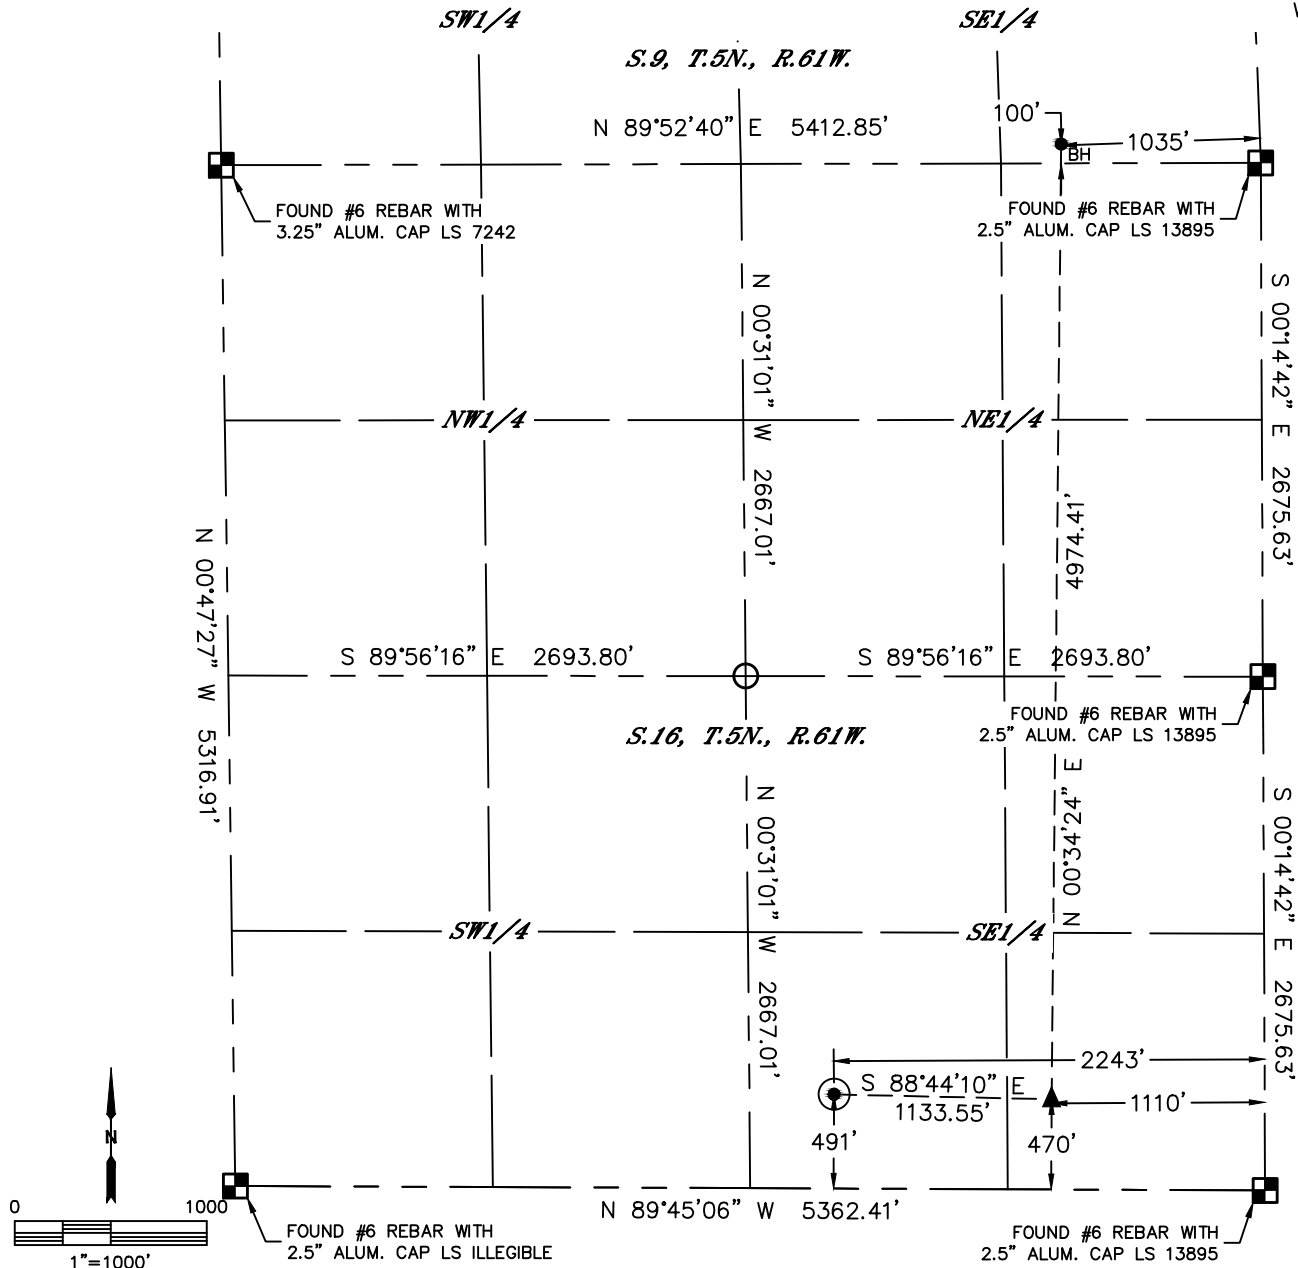 SW1/4
SE1/4
S.9, T.5N., R.61W.
N 89°52'40" E 5412.85'
100'
1035'
BH
FOUND #6 REBAR WITH
3.25" ALUM. CAP LS 7242
FOUND #6 REBAR WITH
2.5" ALUM. CAP LS 13895
N 00°31'01" W 2667.01'
S 00°14'42" E 2675.63'
NW1/4
NE1/4
4974.41'
N 00°47'27" W 5316.91'
S 89°56'16" E 2693.80'
S 89°56'16" E 2693.80'
FOUND #6 REBAR WITH
2.5" ALUM. CAP LS 13895
S.16, T.5N., R.61W.
N 00°34'24" E
N 00°31'01" W 2667.01'
S 00°14'42" E 2675.63'
SW1/4
SE1/4
2243'
S 88°44'10" E
1133.55'
1110'
491'
470'
N
0 1000
1"=1000'
N 89°45'06" W 5362.41'
FOUND #6 REBAR WITH
2.5" ALUM. CAP LS ILLEGIBLE
FOUND #6 REBAR WITH
2.5" ALUM. CAP LS 13895